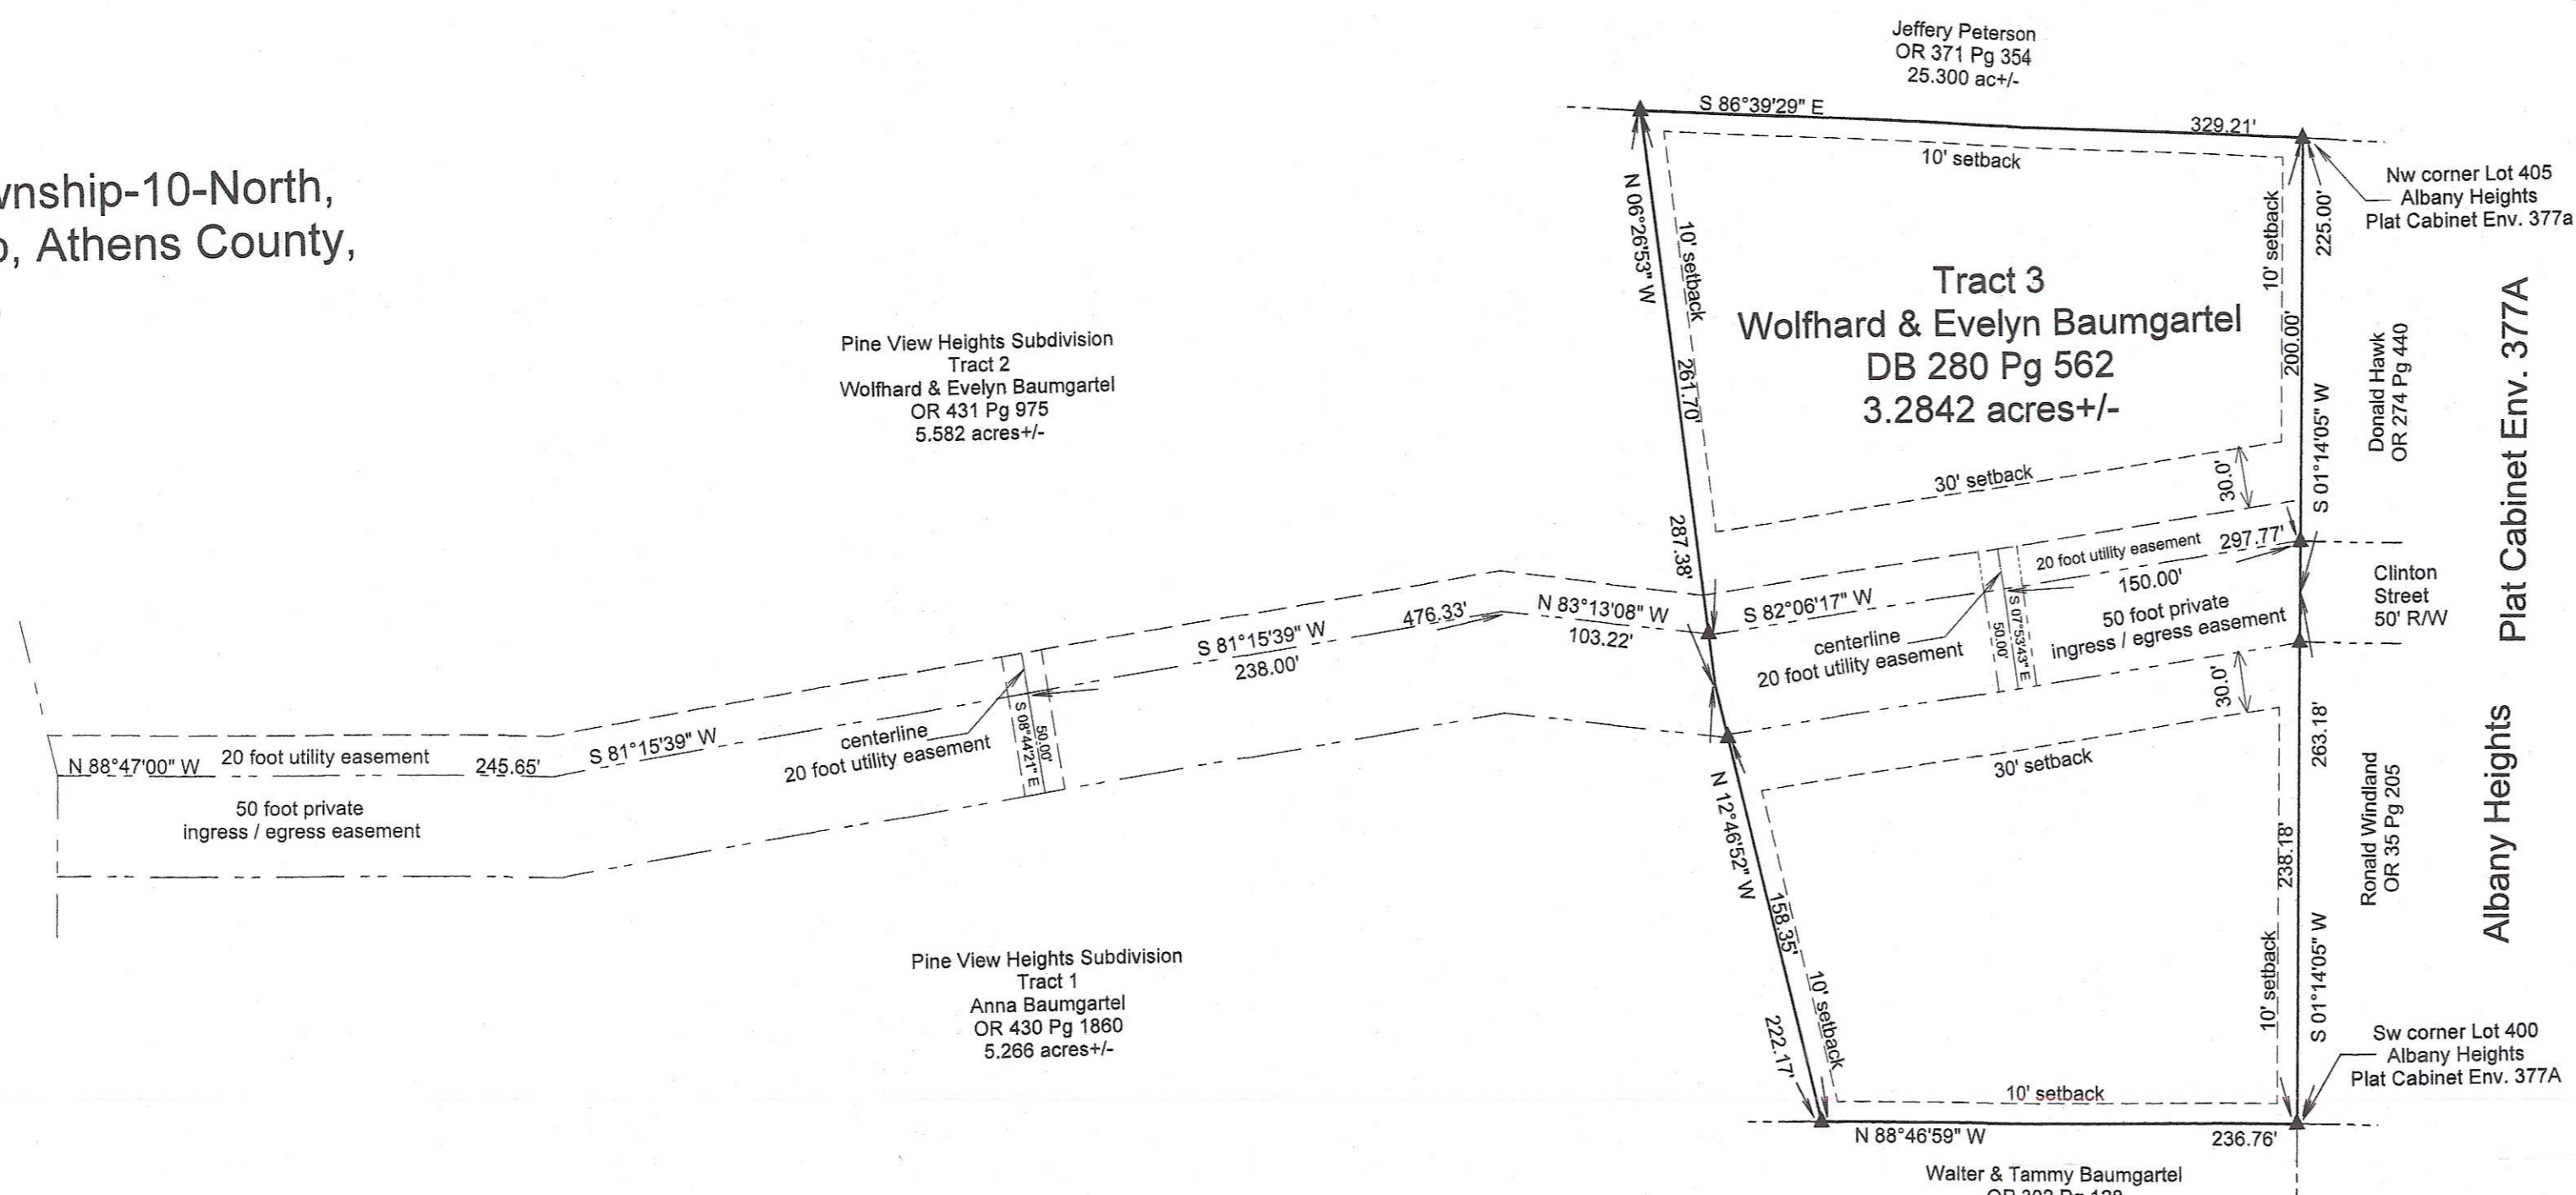 Jeffery Peterson
OR 371 Pg 354
25.300 ac+/-
S 86°39'29" E
329.21'
10' setback
wnship-10-North,
, Athens County,
Nw corner Lot 405
Albany Heights
Plat Cabinet Env. 377a
N 06°26'53" W
10' setback
261.70'
287.38'
Tract 3
Wolfhard & Evelyn Baumgartel
DB 280 Pg 562
3.2842 acres+/-
10' setback
200.00'
225.00'
S 01°14'05" W
Donald Hawk
OR 274 Pg 440
Plat Cabinet Env. 377A
Pine View Heights Subdivision
Tract 2
Wolfhard & Evelyn Baumgartel
OR 431 Pg 975
5.582 acres+/-
30' setback
30.0'
20 foot utility easement
297.77'
150.00'
S 82°06'17" W
centerline
20 foot utility easement
50.00'
S 07°53'43" E
50 foot private
ingress / egress easement
Clinton
Street
50' R/W
N 83°13'08" W
103.22'
476.33'
S 81°15'39" W
238.00'
S 81°15'39" W
centerline
20 foot utility easement
50.00'
S 08°44'21" E
N 88°47'00" W
20 foot utility easement
245.65'
50 foot private
ingress / egress easement
30.0'
30' setback
263.18'
238.18'
10' setback
S 01°14'05" W
Ronald Windland
OR 35 Pg 205
Albany Heights
N 12°46'52" W
158.35'
10' setback
222.17'
Pine View Heights Subdivision
Tract 1
Anna Baumgartel
OR 430 Pg 1860
5.266 acres+/-
Sw corner Lot 400
Albany Heights
Plat Cabinet Env. 377A
10' setback
N 88°46'59" W
236.76'
Walter & Tammy Baumgartel
OR 302 Pg 128